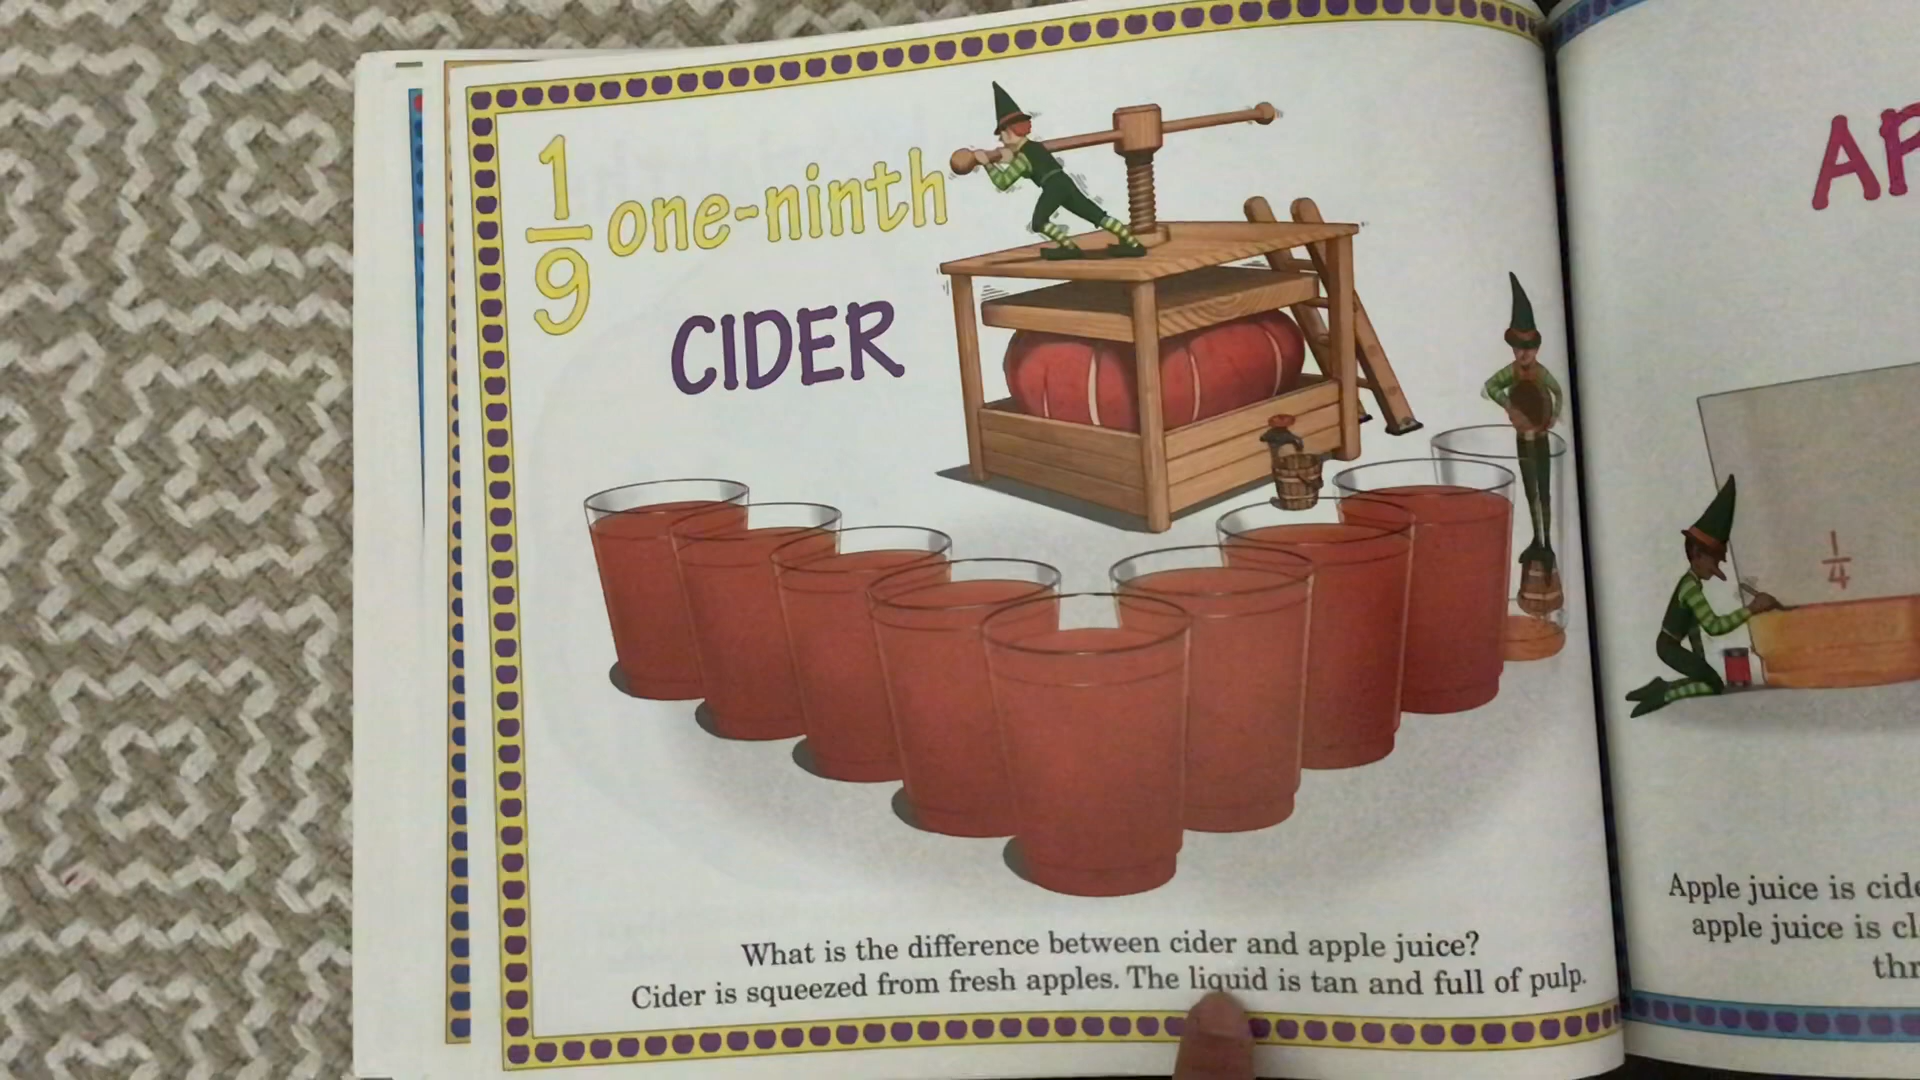 1/9 one-ninth
CIDER
What is the difference between cider and apple juice?
Cider is squeezed from fresh apples. The liquid is tan and full of pulp.
AP
1/4
Apple juice is cide
apple juice is cl
thr